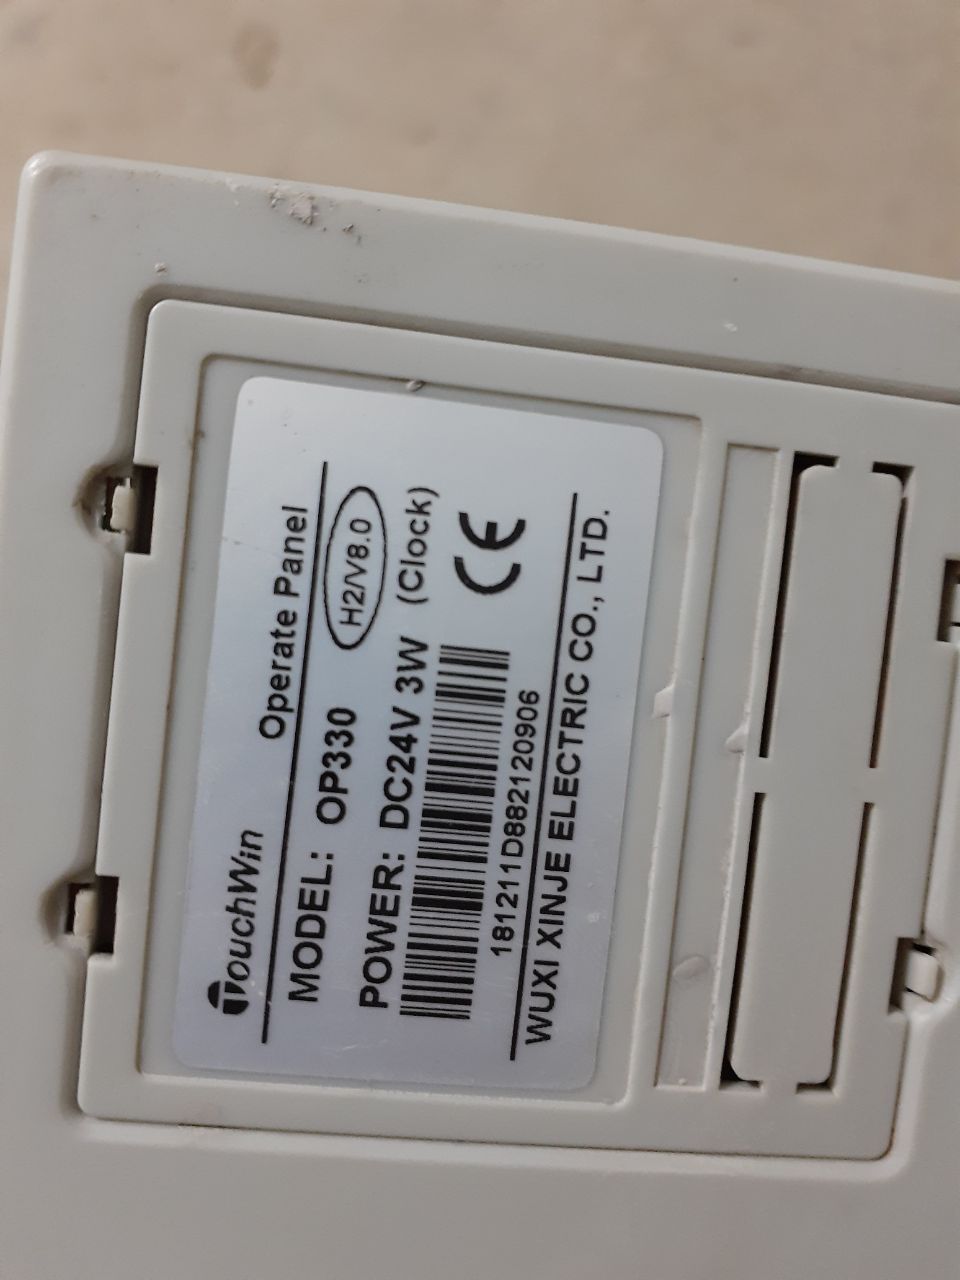 TouchWin Operate Panel
MODEL: OP330 H2/V8.0
POWER: DC24V 3W (Clock)
CE
181211D882120906
WUXI XINJE ELECTRIC CO., LTD.